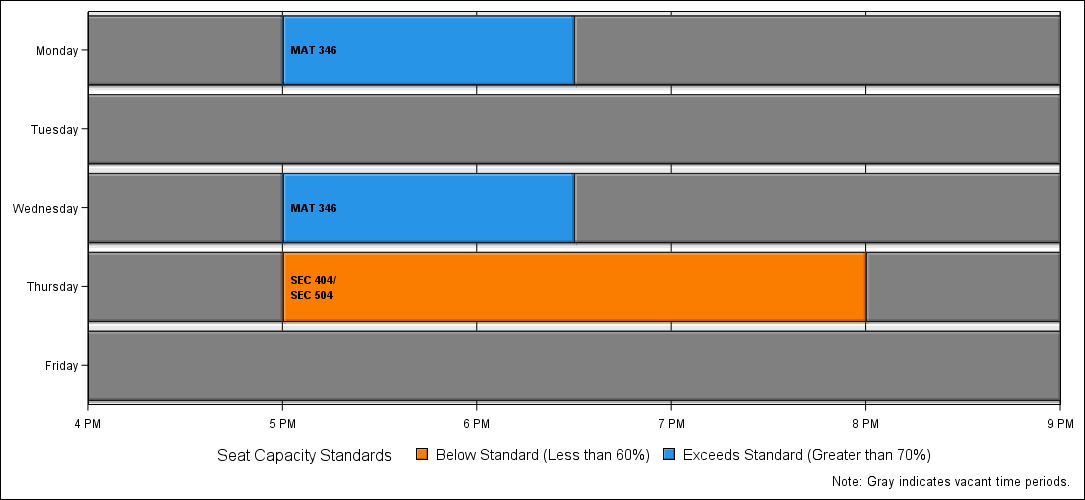 Monday
MAT 346
Tuesday
Wednesday
MAT 346
Thursday
SEC 404/
SEC 504
Friday
4 PM 5 PM 6 PM 7 PM 8 PM 9 PM
Seat Capacity Standards Below Standard (Less than 60%) Exceeds Standard (Greater than 70%)
Note: Gray indicates vacant time periods.